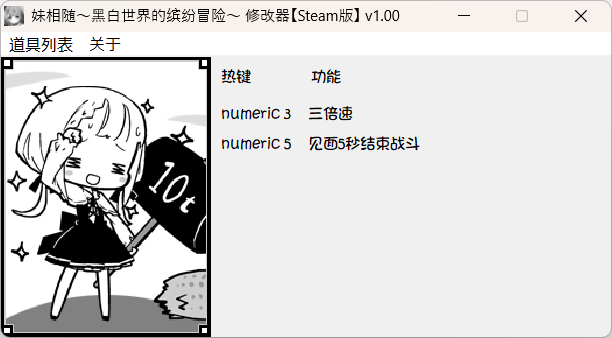 妹相随～黑白世界的缤纷冒险～ 修改器【Steam版】 v1.00
道具列表 关于
热键 功能
numeric 3 三倍速
numeric 5 见面5秒结束战斗
10t